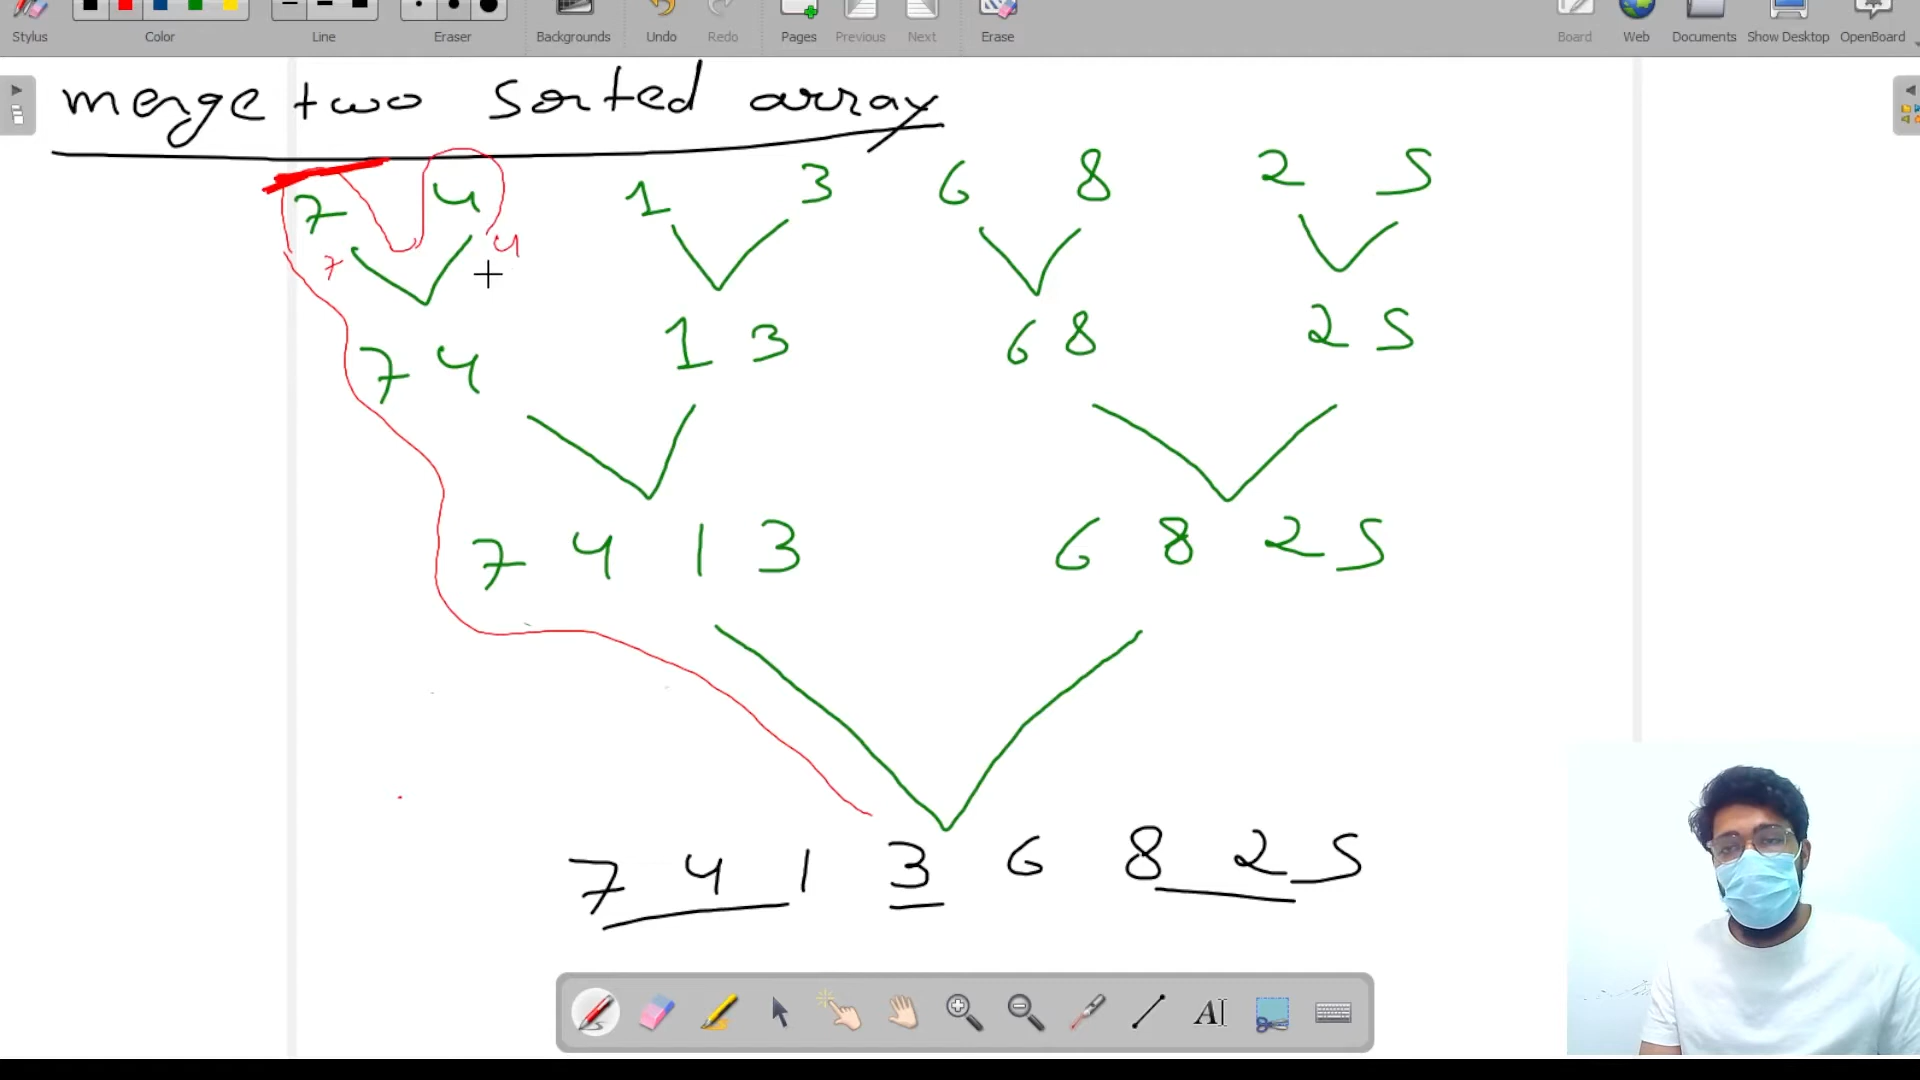 Stylus Color Line Eraser Backgrounds Undo Redo Pages Previous Next Erase Board Web Documents Show Desktop OpenBoard
merge two sorted array
7 4 1 3 6 8 2 5
7 4
7 4 1 3 6 8 2 5
7 4 1 3 6 8 2 5
7 4 1 3 6 8 2 5
AI